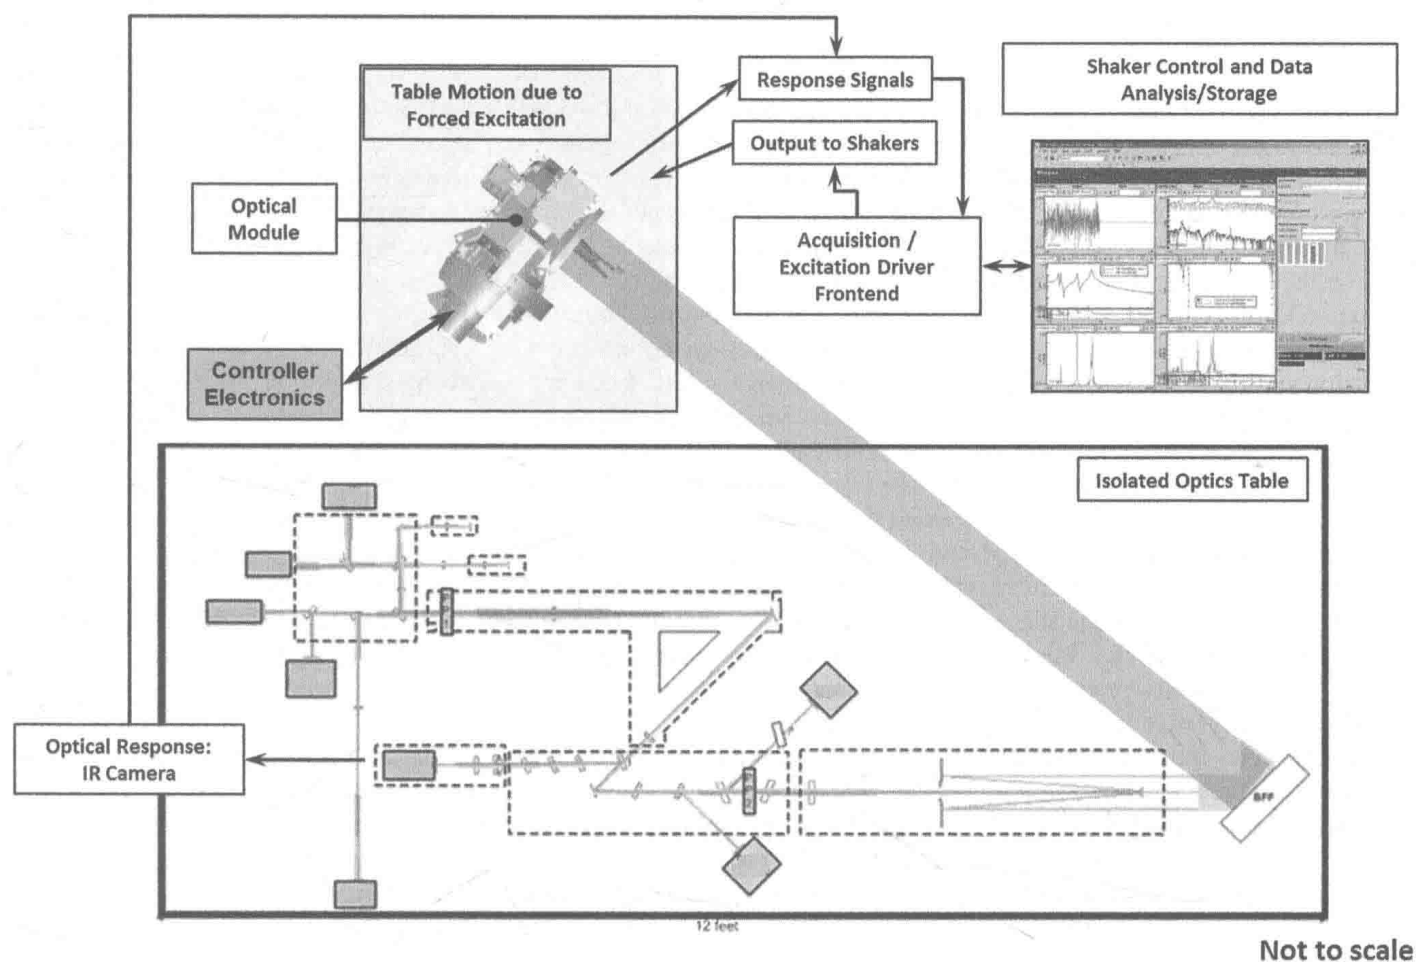 Table Motion due to
Forced Excitation
Response Signals
Output to Shakers
Shaker Control and Data
Analysis/Storage
Optical
Module
Acquisition /
Excitation Driver
Frontend
Controller
Electronics
Isolated Optics Table
Optical Response:
IR Camera
BFF
12 feet
Not to scale